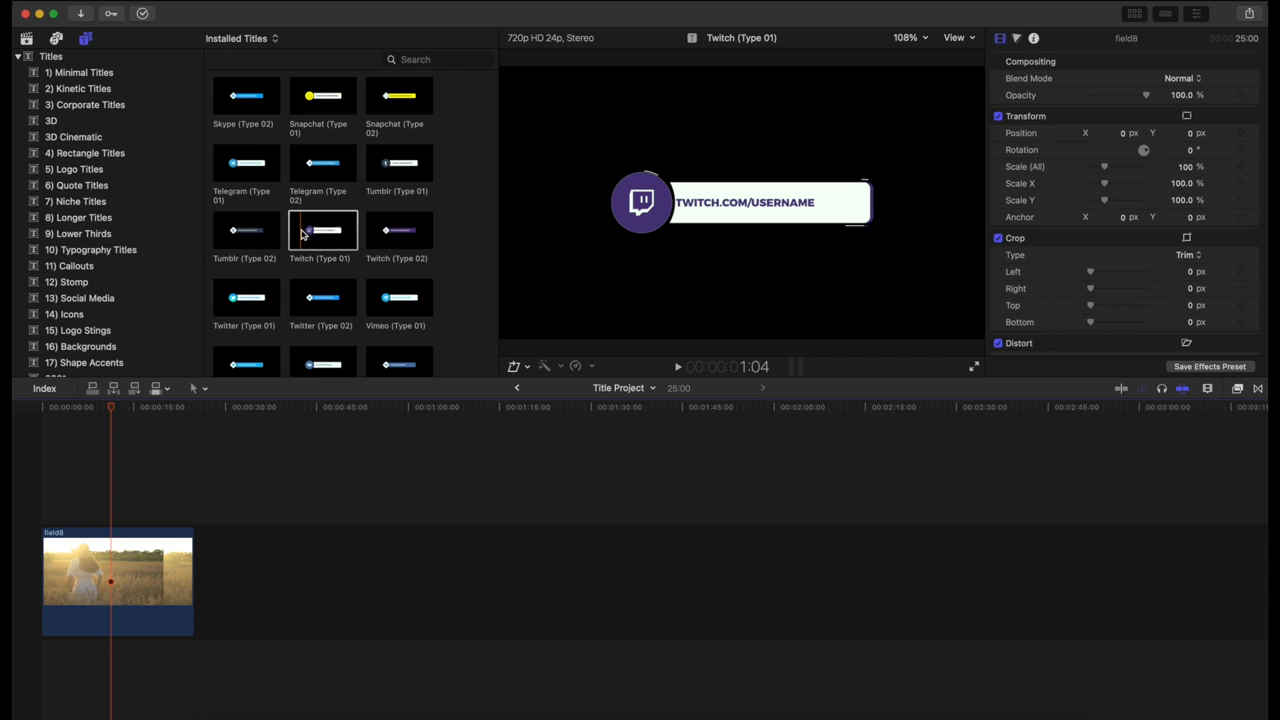 Installed Titles
720p HD 24p, Stereo
Twitch (Type 01)
108%
View
field8
00:00:25:00
Titles
1) Minimal Titles
2) Kinetic Titles
3) Corporate Titles
3D
3D Cinematic
4) Rectangle Titles
5) Logo Titles
6) Quote Titles
7) Niche Titles
8) Longer Titles
9) Lower Thirds
10) Typography Titles
11) Callouts
12) Stomp
13) Social Media
14) Icons
15) Logo Stings
16) Backgrounds
17) Shape Accents
Search
Skype (Type 02)
Snapchat (Type
01)
Snapchat (Type
02)
Telegram (Type
01)
Telegram (Type
02)
Tumblr (Type 01)
Tumblr (Type 02)
Twitch (Type 01)
Twitch (Type 02)
Twitter (Type 01)
Twitter (Type 02)
Vimeo (Type 01)
TWITCH.COM/USERNAME
00:00:01:04
Compositing
Blend Mode
Normal
Opacity
100.0 %
Transform
Position
X
0 px
Y
0 px
Rotation
0 °
Scale (All)
100 %
Scale X
100.0 %
Scale Y
100.0 %
Anchor
X
0 px
Y
0 px
Crop
Type
Trim
Left
0 px
Right
0 px
Top
0 px
Bottom
0 px
Distort
Save Effects Preset
Index
Title Project
25:00
00:00:00:00
00:00:15:00
00:00:30:00
00:00:45:00
00:01:00:00
00:01:15:00
00:01:30:00
00:01:45:00
00:02:00:00
00:02:15:00
00:02:30:00
00:02:45:00
00:03:00:00
00:03:1
field8